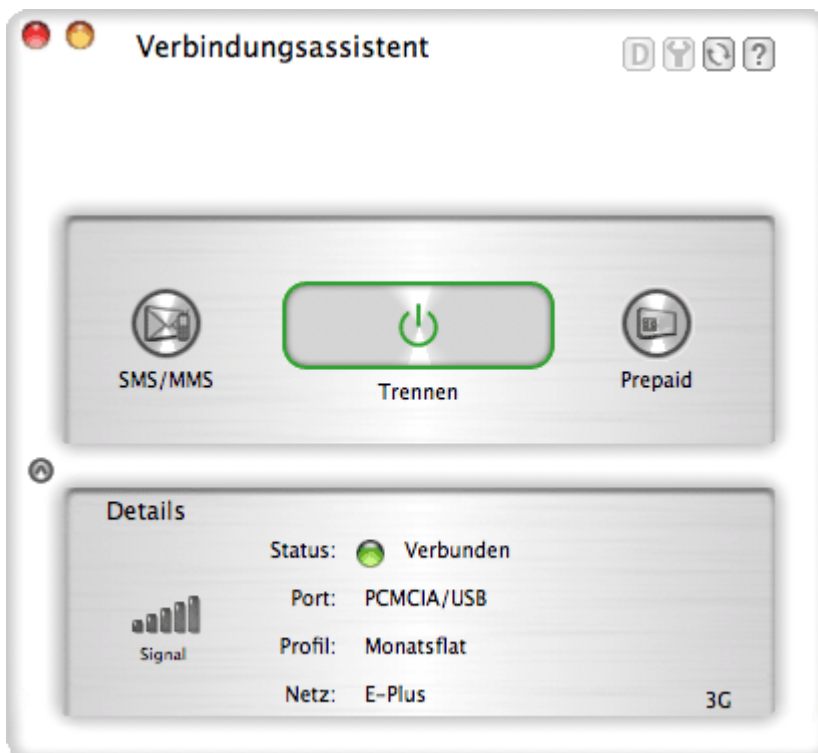 Verbindungsassistent
D ?
SMS/MMS
Trennen
Prepaid
Details
Status: Verbunden
Port: PCMCIA/USB
Signal
Profil: Monatsflat
Netz: E-Plus
3G